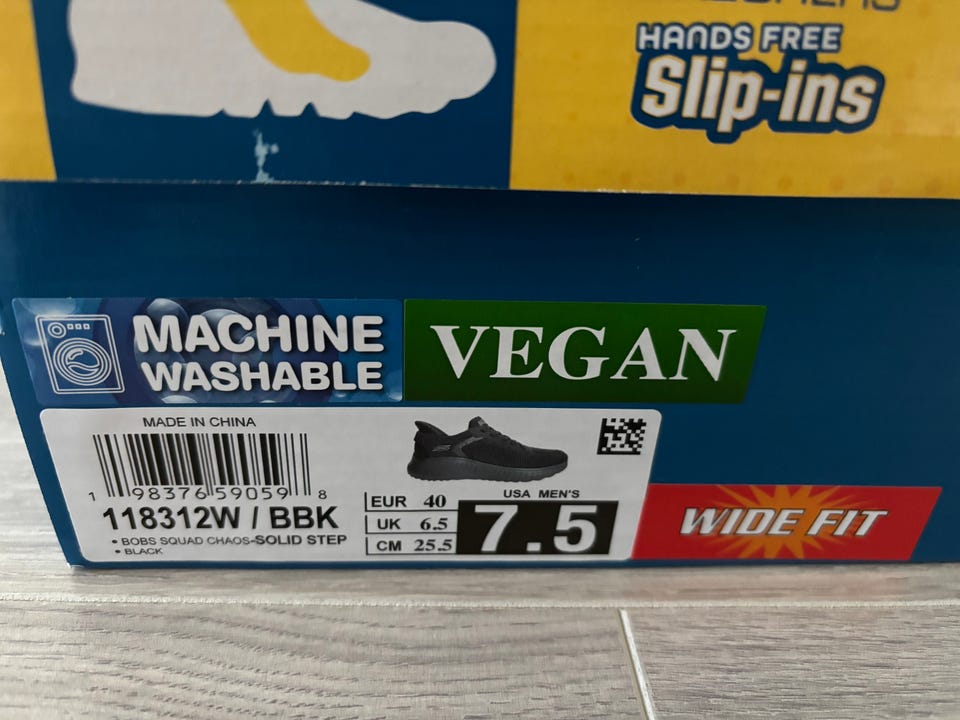 HANDS FREE
Slip-ins
MACHINE
WASHABLE
VEGAN
MADE IN CHINA
1 98376 59059 8
118312W / BBK
• BOBS SQUAD CHAOS-SOLID STEP
• BLACK
EUR 40
UK 6.5
CM 25.5
USA MEN'S
7.5
WIDE FIT